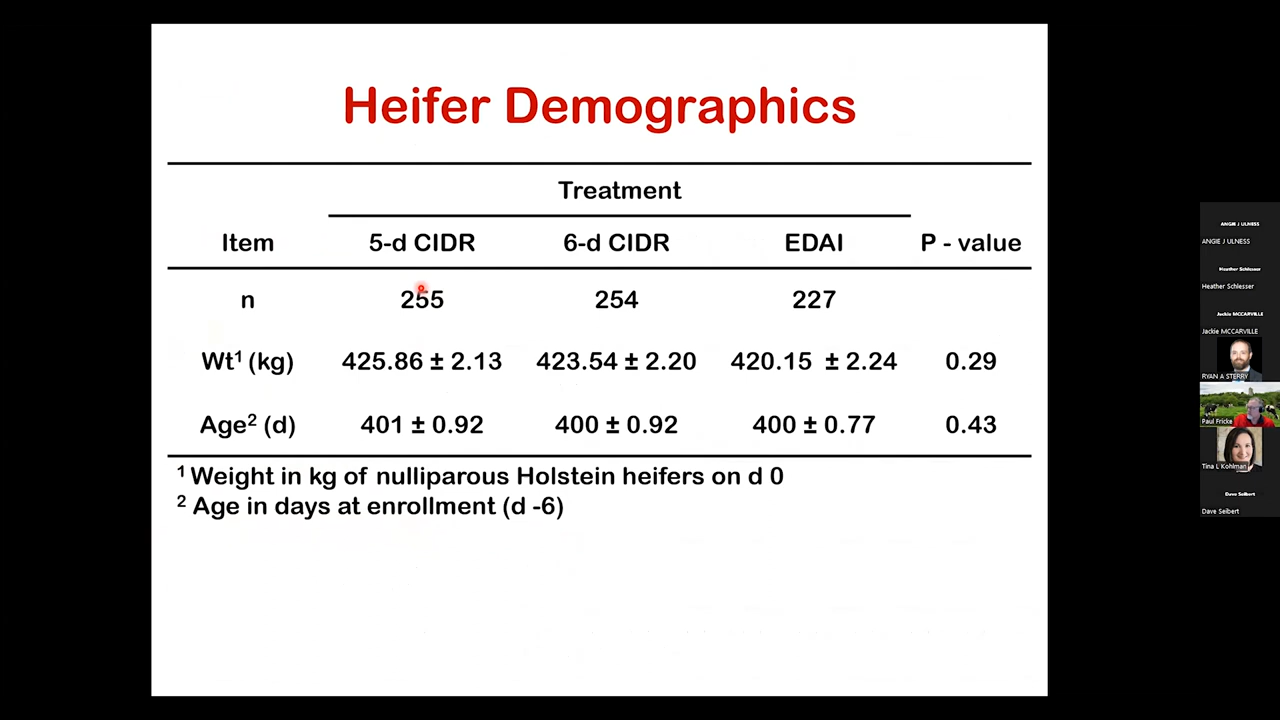 Heifer Demographics
Treatment
Item 5-d CIDR 6-d CIDR EDAI P - value
n 255 254 227
Wt¹ (kg) 425.86 ± 2.13 423.54 ± 2.20 420.15 ± 2.24 0.29
Age² (d) 401 ± 0.92 400 ± 0.92 400 ± 0.77 0.43
¹ Weight in kg of nulliparous Holstein heifers on d 0
² Age in days at enrollment (d -6)
ANGIE J ULNESS
ANGIE J ULNESS
Heather Schlesser
Heather Schlesser
Jackie MCCARVILLE
Jackie MCCARVILLE
RYAN A STERRY
Paul Fricke
Tina L Kohlman
Dave Seibert
Dave Seibert